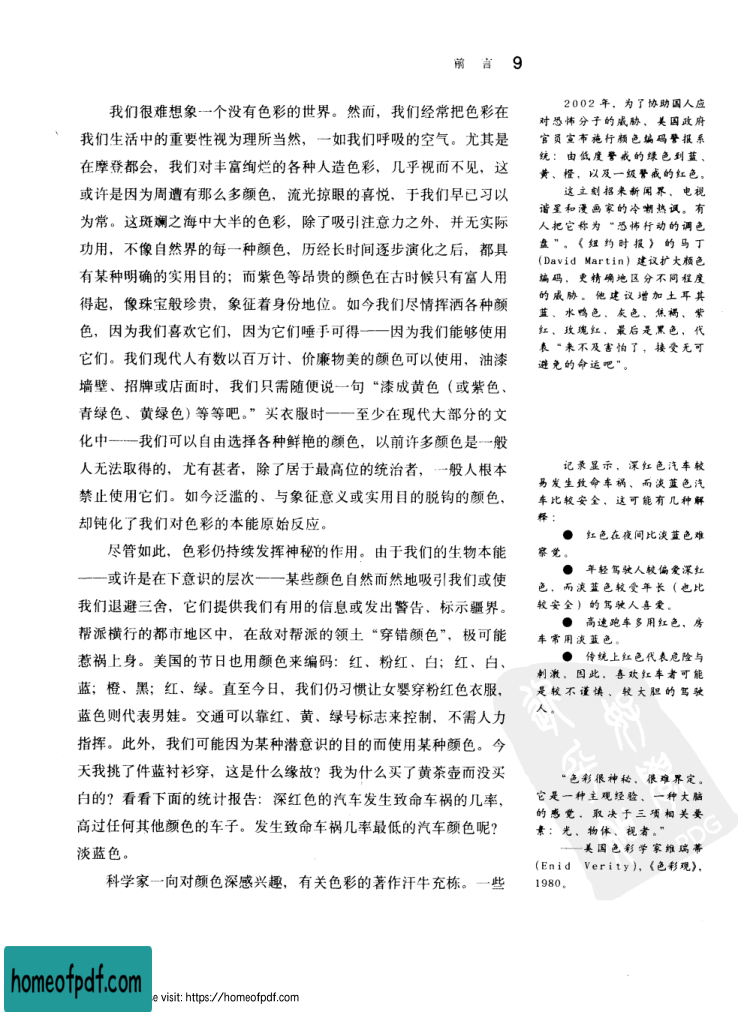 前 言 9
我们很难想象一个没有色彩的世界。然而，我们经常把色彩在
我们生活中的重要性视为理所当然，一如我们呼吸的空气。尤其是
在摩登都会，我们对丰富绚烂的各种人造色彩，几乎视而不见，这
或许是因为周遭有那么多颜色，流光掠眼的喜悦，于我们早已习以
为常。这斑斓之海中大半的色彩，除了吸引注意力之外，并无实际
功用，不像自然界的每一种颜色，历经长时间逐步演化之后，都具
有某种明确的实用目的；而紫色等昂贵的颜色在古时候只有富人用
得起，像珠宝般珍贵，象征着身份地位。如今我们尽情挥洒各种颜
色，因为我们喜欢它们，因为它们唾手可得——因为我们能够使用
它们。我们现代人有数以百万计、价廉物美的颜色可以使用，油漆
墙壁、招牌或店面时，我们只需随便说一句“漆成黄色（或紫色、
青绿色、黄绿色）等等吧。”买衣服时——至少在现代大部分的文
化中——我们可以自由选择各种鲜艳的颜色，以前许多颜色是一般
人无法取得的，尤有甚者，除了居于最高位的统治者，一般人根本
禁止使用它们。如今泛滥的、与象征意义或实用目的脱钩的颜色，
却钝化了我们对色彩的本能原始反应。
尽管如此，色彩仍持续发挥神秘的作用。由于我们的生物本能
——或许是在下意识的层次——某些颜色自然而然地吸引我们或使
我们退避三舍，它们提供我们有用的信息或发出警告、标示疆界。
帮派横行的都市地区中，在敌对帮派的领土“穿错颜色”，极可能
惹祸上身。美国的节日也用颜色来编码：红、粉红、白；红、白、
蓝；橙、黑；红、绿。直至今日，我们仍习惯让女婴穿粉红色衣服，
蓝色则代表男娃。交通可以靠红、黄、绿号标志来控制，不需人力
指挥。此外，我们可能因为某种潜意识的目的而使用某种颜色。今
天我挑了件蓝衬衫穿，这是什么缘故？我为什么买了黄茶壶而没买
白的？看看下面的统计报告：深红色的汽车发生致命车祸的几率，
高过任何其他颜色的车子。发生致命车祸几率最低的汽车颜色呢？
淡蓝色。
科学家一向对颜色深感兴趣，有关色彩的著作汗牛充栋。一些
2002 年，为了协助国人应
对恐怖分子的威胁，美国政府
官员宣布施行颜色编码警报系
统：由低度警戒的绿色到蓝、
黄、橙，以及一级警戒的红色。
这立刻招来新闻界、电视
谐星和漫画家的冷嘲热讽。有
人把它称为“恐怖行动的调色
盘”。《纽约时报》的马丁
(David Martin) 建议扩大颜色
编码，更精确地区分不同程度
的威胁。他建议增加土耳其
蓝、水鸭色、灰色、焦褐、紫
红、玫瑰红，最后是黑色，代
表“来不及害怕了，接受无可
避免的命运吧”。
记录显示，深红色汽车较
易发生致命车祸，而淡蓝色汽
车比较安全，这可能有几种解
释：
● 红色在夜间比淡蓝色难
察觉。
● 年轻驾驶人较偏爱深红
色，而淡蓝色较受年长（也比
较安全）的驾驶人喜爱。
● 高速跑车多用红色，房
车常用淡蓝色。
● 传统上红色代表危险与
刺激，因此，喜欢红车者可能
是较不谨慎、较大胆的驾驶
人。
“色彩很神秘，很难界定。
它是一种主观经验、一种大脑
的感觉，取决于三项相关要
素：光、物体、视者。”
——美国色彩学家维瑞蒂
(Enid Verity)，《色彩观》，
1980。
PDG
homeofpdf.com
e visit: https://homeofpdf.com